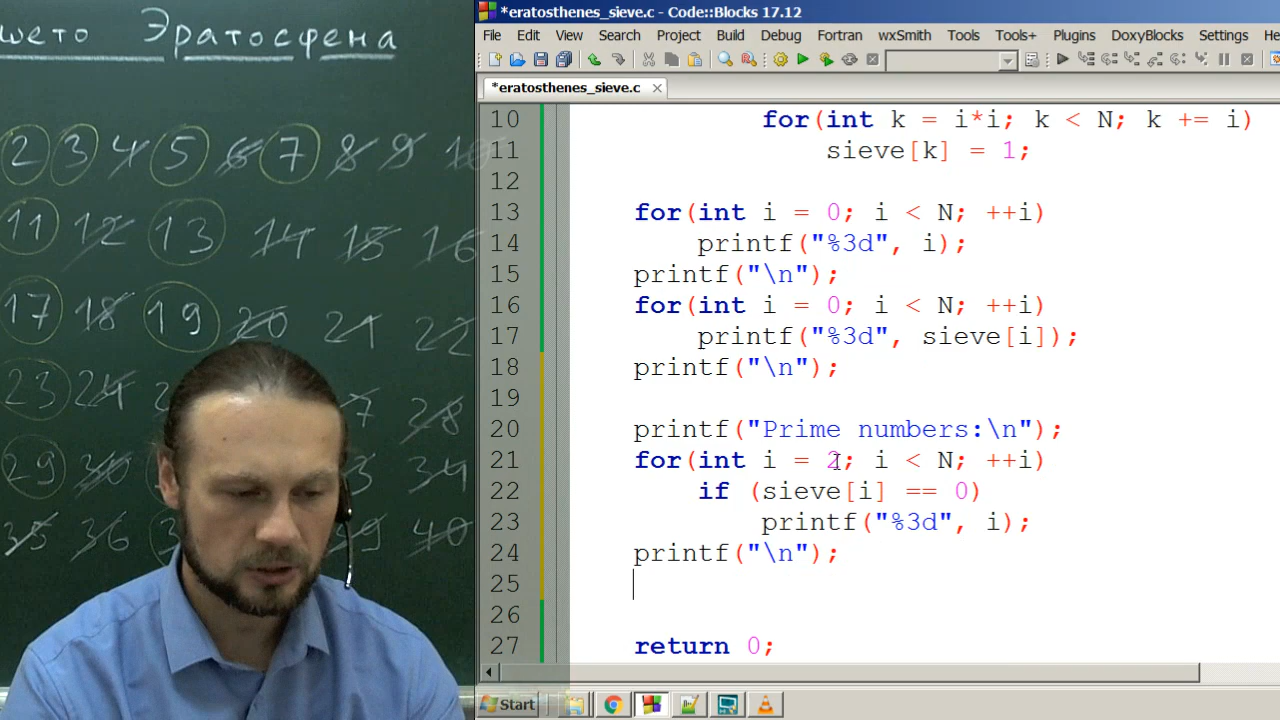 шето Эратосфена
2 3 4 5 6 7 8 9 10
11 12 13 14 15 16
17 18 19 20 21 22
23 24 28
29 30 34
35 36 39 40
*eratosthenes_sieve.c - Code::Blocks 17.12
File Edit View Search Project Build Debug Fortran wxSmith Tools Tools+ Plugins DoxyBlocks Settings He
*eratosthenes_sieve.c
10 for(int k = i*i; k < N; k += i)
11 sieve[k] = 1;
12
13 for(int i = 0; i < N; ++i)
14 printf("%3d", i);
15 printf("\n");
16 for(int i = 0; i < N; ++i)
17 printf("%3d", sieve[i]);
18 printf("\n");
19
20 printf("Prime numbers:\n");
21 for(int i = 2; i < N; ++i)
22 if (sieve[i] == 0)
23 printf("%3d", i);
24 printf("\n");
25
26
27 return 0;
Start